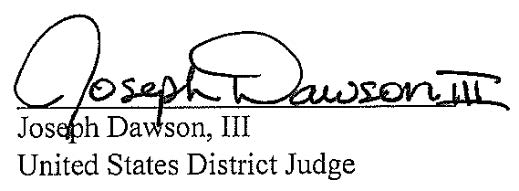 Joseph Dawson III
Joseph Dawson, III
United States District Judge